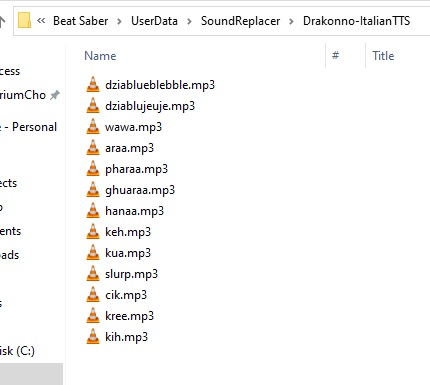 « Beat Saber > UserData > SoundReplacer > Drakonno-ItalianTTS
Name # Title
cess
riumCho
- Personal
ects
ents
oads
s
isk (C:)
dziablueblebble.mp3
dziablujeuje.mp3
wawa.mp3
araa.mp3
pharaa.mp3
ghuaraa.mp3
hanaa.mp3
keh.mp3
kua.mp3
slurp.mp3
cik.mp3
kree.mp3
kih.mp3